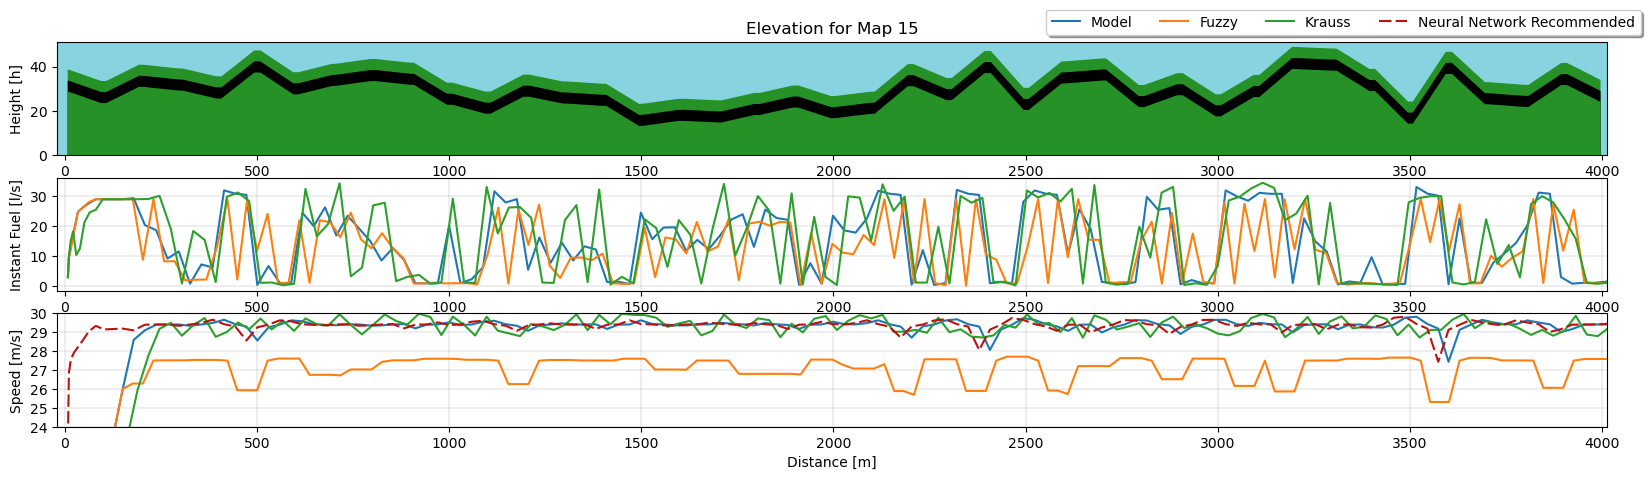 Elevation for Map 15
Model Fuzzy Krauss Neural Network Recommended
Height [h]
40
20
0
0 500 1000 1500 2000 2500 3000 3500 4000
Instant Fuel [l/s]
30
20
10
0
0 500 1000 1500 2000 2500 3000 3500 4000
Speed [m/s]
30
29
28
27
26
25
24
0 500 1000 1500 2000 2500 3000 3500 4000
Distance [m]